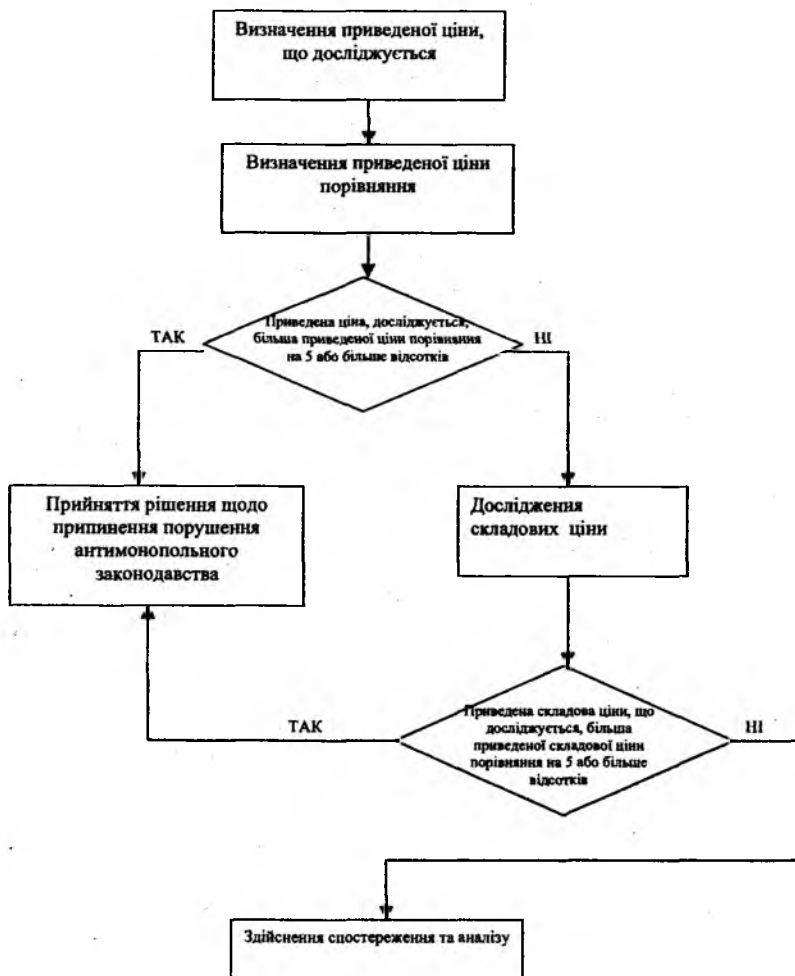 Визначення приведеної ціни,
що досліджується
Визначення приведеної ціни
порівняння
Приведена ціна, досліджується,
більша приведеної ціни порівняння
на 5 або більше відсотків
ТАК
НІ
Прийняття рішення щодо
припинення порушення
антимонопольного
законодавства
Дослідження
складових ціни
Приведена складова ціни, що
досліджується, більша
приведеної складової ціни
порівняння на 5 або більше
відсотків
ТАК
НІ
Здійснення спостереження та аналізу